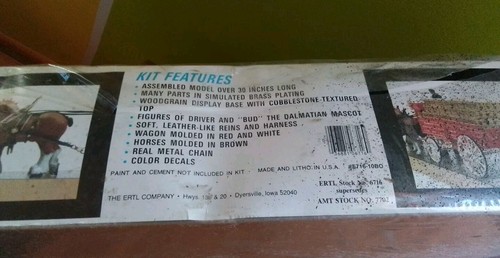 KIT FEATURES
• ASSEMBLED MODEL OVER 30 INCHES LONG
• MANY PARTS IN SIMULATED BRASS PLATING
• WOODGRAIN DISPLAY BASE WITH COBBLESTONE-TEXTURED
TOP
• FIGURES OF DRIVER AND "BUD" THE DALMATIAN MASCOT
• SOFT, LEATHER-LIKE REINS AND HARNESS
• WAGON MOLDED IN RED AND WHITE
• HORSES MOLDED IN BROWN
• REAL METAL CHAIN
• COLOR DECALS
PAINT AND CEMENT NOT INCLUDED IN KIT • MADE AND LITHO. IN U.S.A. #6716-10BO
THE ERTL COMPANY • Hwys. & 20 • Dyersville, Iowa 52040
ERTL Stock No. 6716
supersedes
AMT STOCK NO. 7702